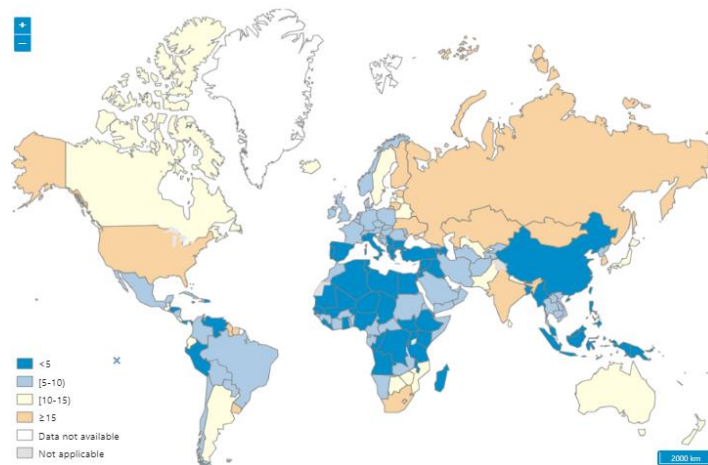 +
–
<5
[5-10)
[10-15)
≥15
Data not available
Not applicable
2000 km